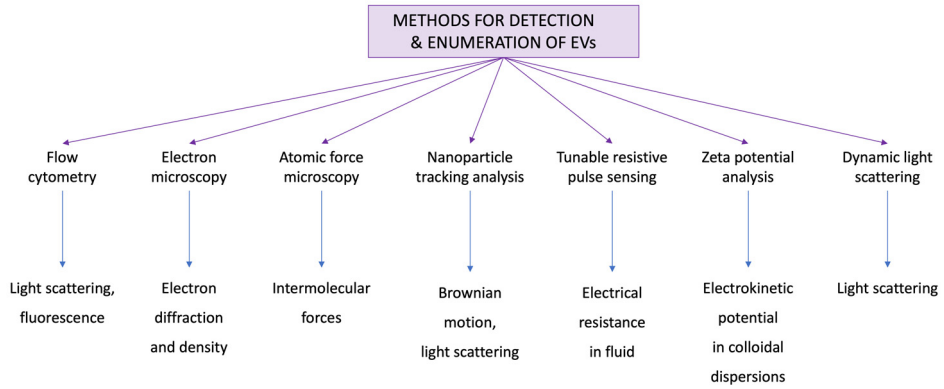 METHODS FOR DETECTION
& ENUMERATION OF EVs
Flow
cytometry
Electron
microscopy
Atomic force
microscopy
Nanoparticle
tracking analysis
Tunable resistive
pulse sensing
Zeta potential
analysis
Dynamic light
scattering
Light scattering,
fluorescence
Electron
diffraction
and density
Intermolecular
forces
Brownian
motion,
light scattering
Electrical
resistance
in fluid
Electrokinetic
potential
in colloidal
dispersions
Light scattering